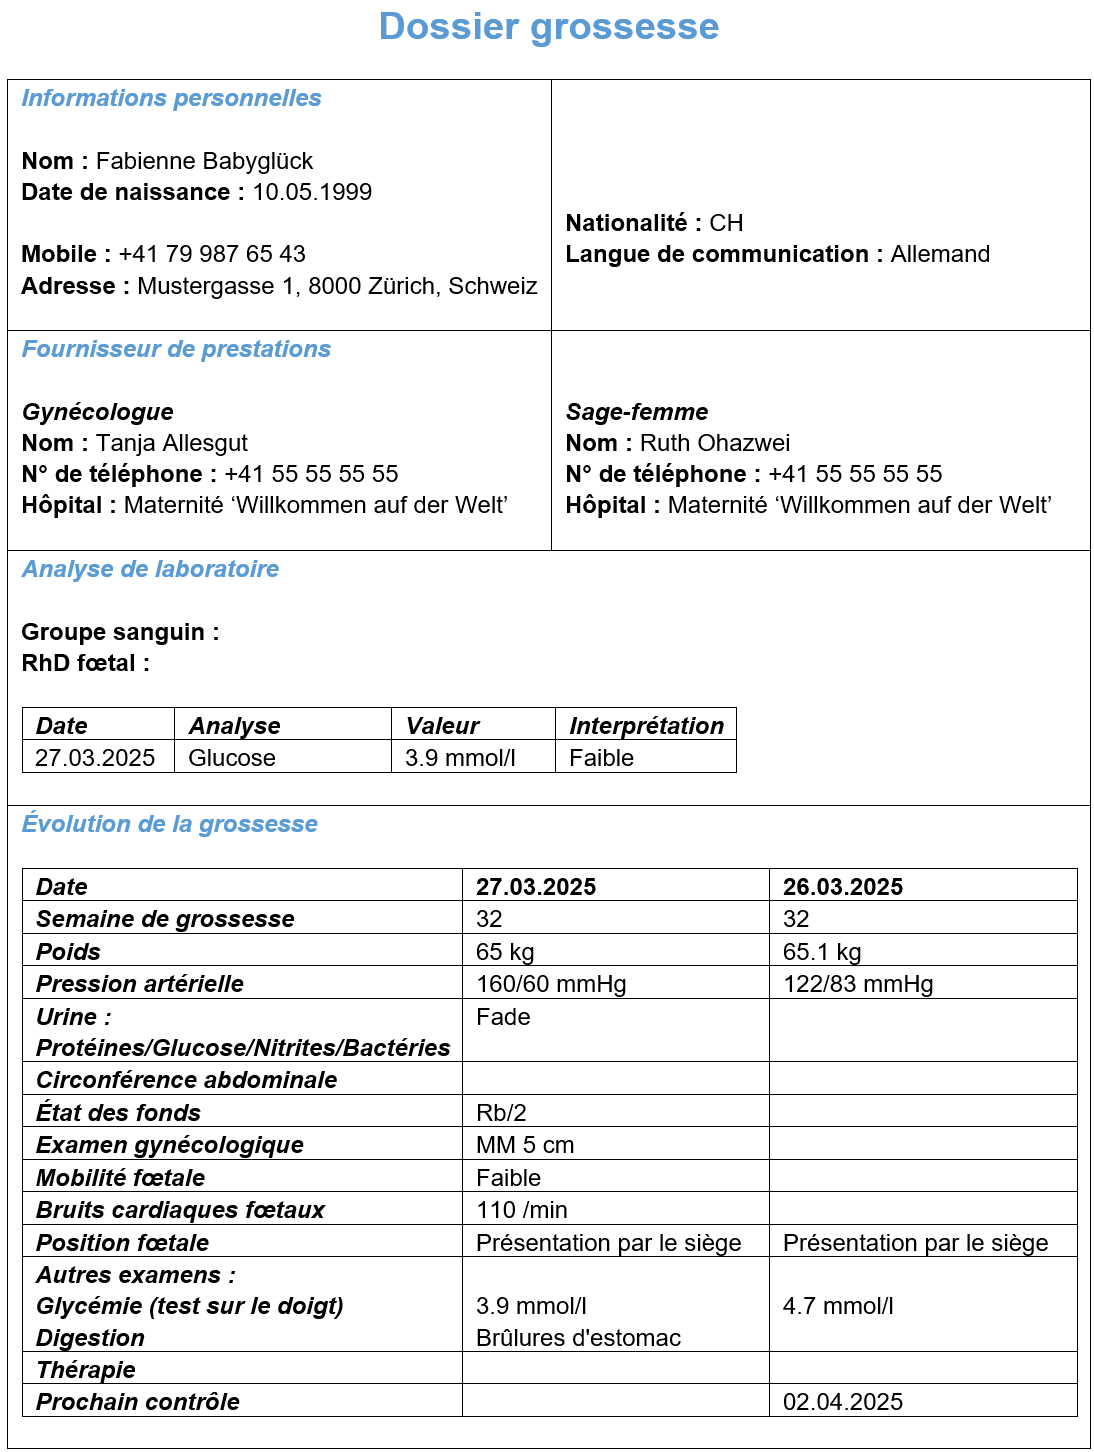 Dossier grossesse
Informations personnelles
Nom : Fabienne Babyglück
Date de naissance : 10.05.1999
Mobile : +41 79 987 65 43
Adresse : Mustergasse 1, 8000 Zürich, Schweiz
Nationalité : CH
Langue de communication : Allemand
Fournisseur de prestations
Gynécologue
Nom : Tanja Allesgut
N° de téléphone : +41 55 55 55 55
Hôpital : Maternité ‘Willkommen auf der Welt’
Sage-femme
Nom : Ruth Ohazwei
N° de téléphone : +41 55 55 55 55
Hôpital : Maternité ‘Willkommen auf der Welt’
Analyse de laboratoire
Groupe sanguin :
RhD fœtal :
Date Analyse Valeur Interprétation
27.03.2025 Glucose 3.9 mmol/l Faible
Évolution de la grossesse
Date 27.03.2025 26.03.2025
Semaine de grossesse 32 32
Poids 65 kg 65.1 kg
Pression artérielle 160/60 mmHg 122/83 mmHg
Urine : Fade
Protéines/Glucose/Nitrites/Bactéries
Circonférence abdominale
État des fonds Rb/2
Examen gynécologique MM 5 cm
Mobilité fœtale Faible
Bruits cardiaques fœtaux 110 /min
Position fœtale Présentation par le siège Présentation par le siège
Autres examens :
Glycémie (test sur le doigt) 3.9 mmol/l 4.7 mmol/l
Digestion Brûlures d'estomac
Thérapie
Prochain contrôle 02.04.2025